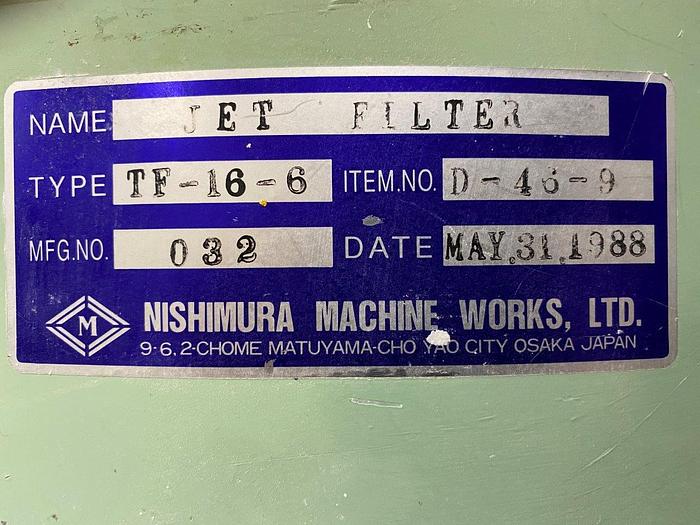 NAME JET FILTER
TYPE TF-16-6 ITEM.NO. D-46-9
MFG.NO. 032 DATE MAY.31.1988
M NISHIMURA MACHINE WORKS, LTD.
9-6, 2-CHOME MATUYAMA-CHO YAO CITY OSAKA JAPAN